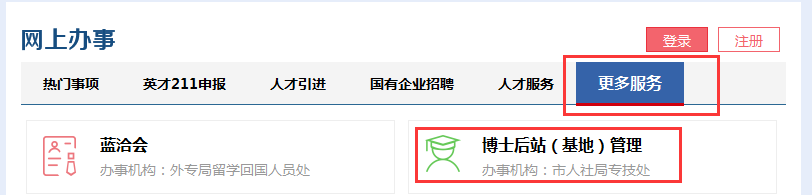 网上办事 登录 注册
热门事项 英才211申报 人才引进 国有企业招聘 人才服务 更多服务
蓝洽会 博士后站（基地）管理
办事机构：外专局留学回国人员处 办事机构：市人社局专技处